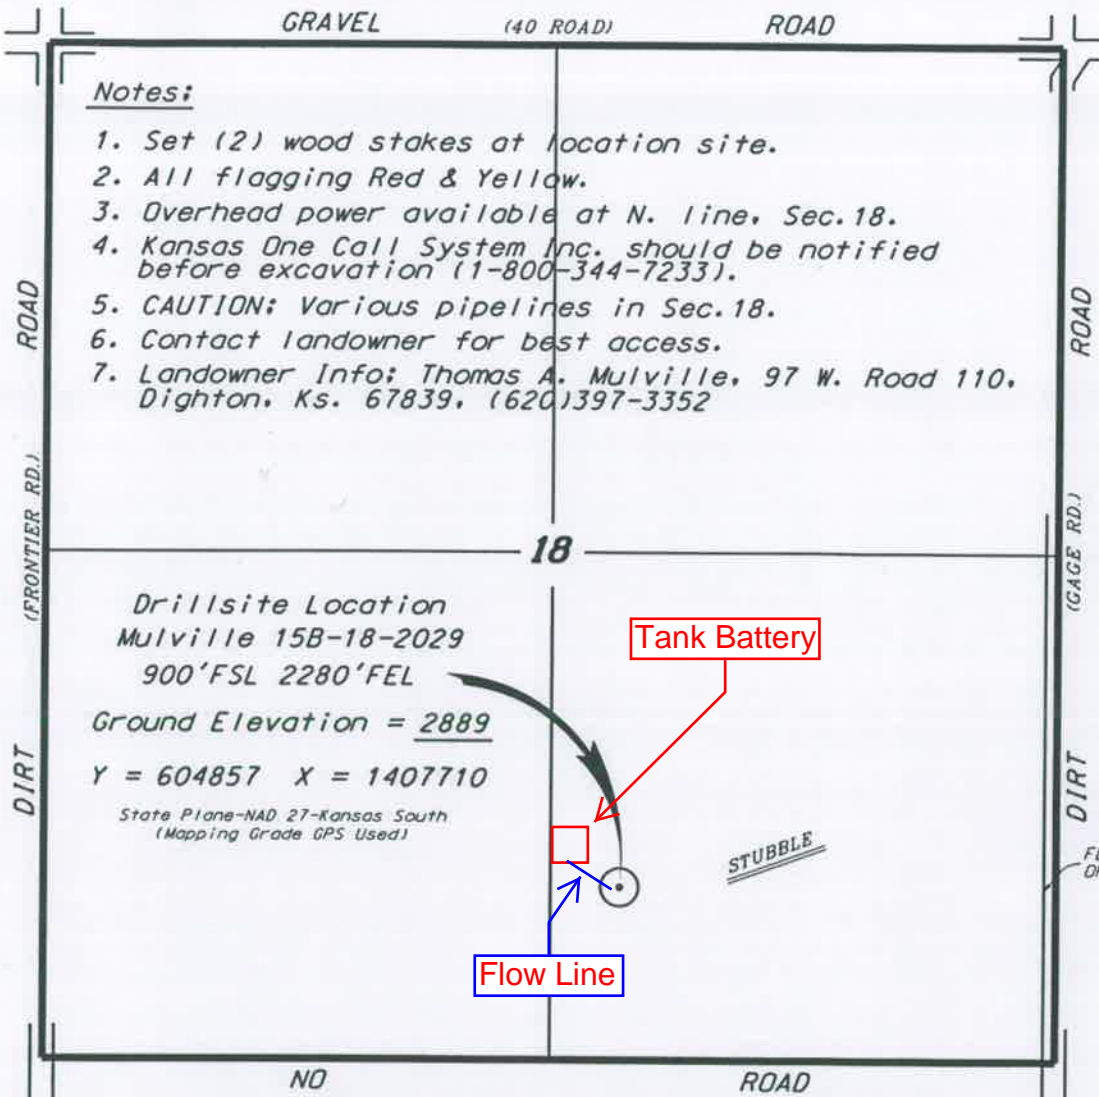 GRAVEL (40 ROAD) ROAD
Notes:
1. Set (2) wood stakes at location site.
2. All flagging Red & Yellow.
3. Overhead power available at N. line, Sec.18.
4. Kansas One Call System Inc. should be notified
before excavation (1-800-344-7233).
5. CAUTION: Various pipelines in Sec.18.
6. Contact landowner for best access.
7. Landowner Info: Thomas A. Mulville, 97 W. Road 110,
Dighton, Ks. 67839, (620)397-3352
ROAD
(FRONTIER RD.)
DIRT
ROAD
(GAGE RD.)
DIRT
18
Drillsite Location
Mulville 15B-18-2029
900'FSL 2280'FEL
Ground Elevation = 2889
Y = 604857 X = 1407710
State Plane-NAD 27-Kansas South
(Mapping Grade GPS Used)
Tank Battery
STUBBLE
Flow Line
NO ROAD